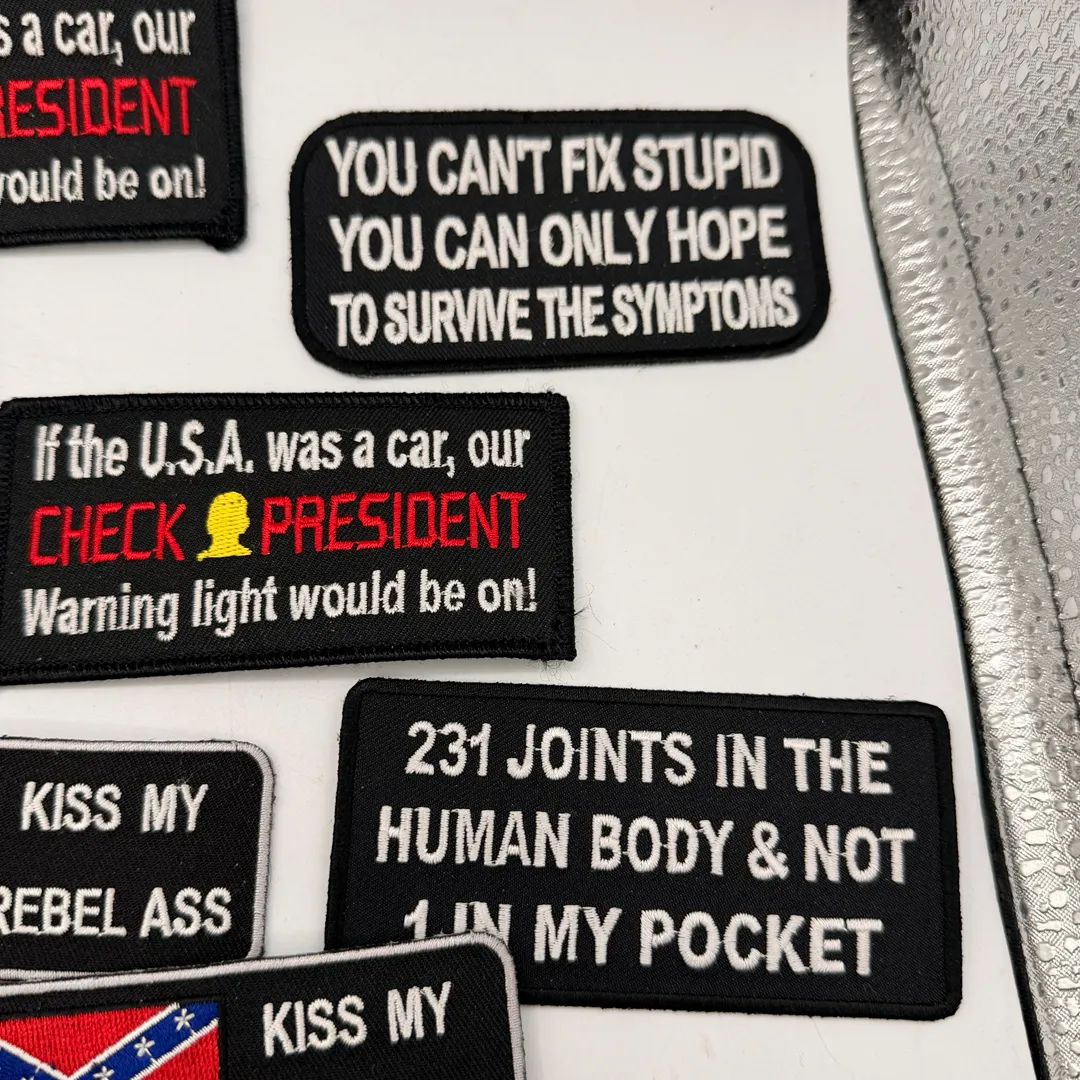 s a car, our
RESIDENT
would be on!
YOU CAN'T FIX STUPID
YOU CAN ONLY HOPE
TO SURVIVE THE SYMPTOMS
If the U.S.A. was a car, our
CHECK PRESIDENT
Warning light would be on!
231 JOINTS IN THE
HUMAN BODY & NOT
1 IN MY POCKET
KISS MY
REBEL ASS
KISS MY